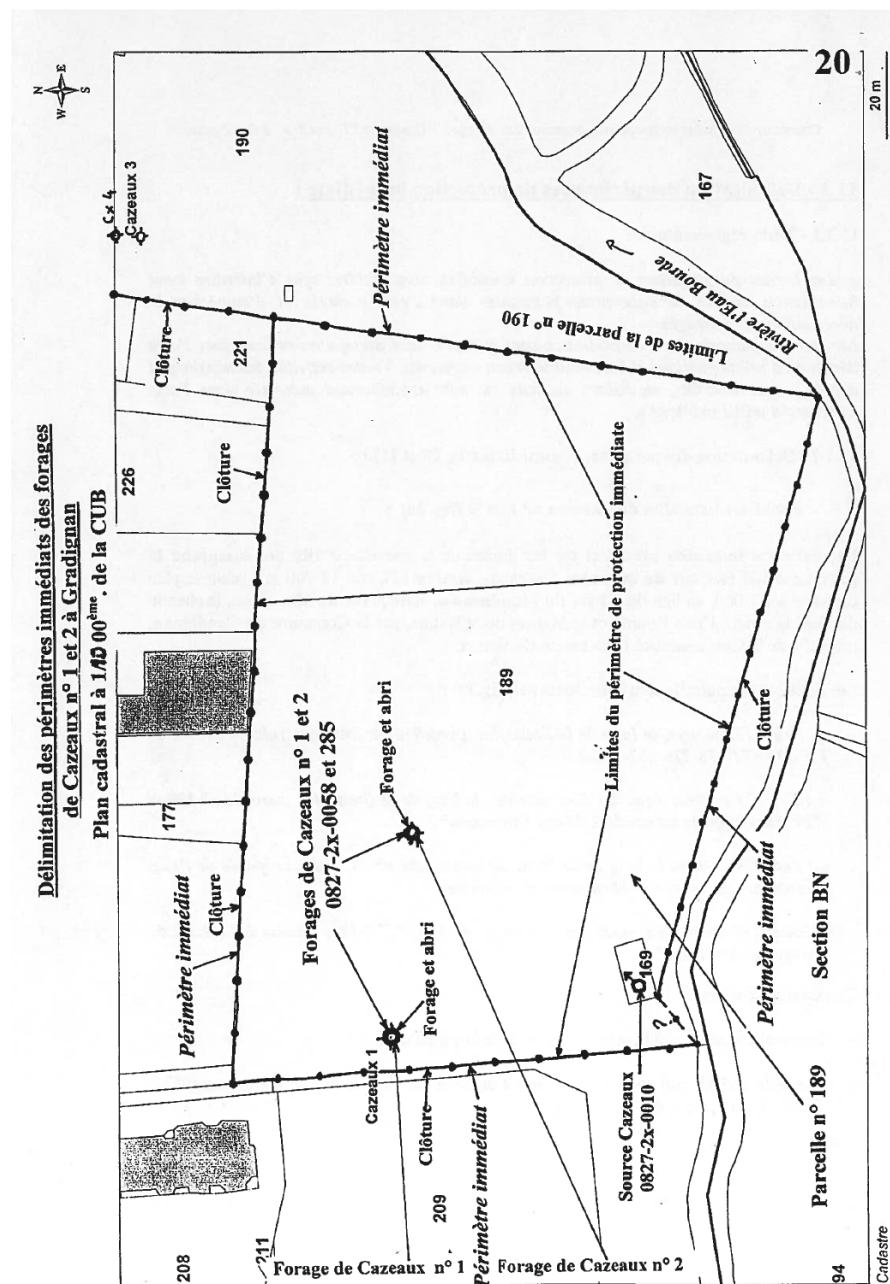 20
Délimitation des périmètres immédiats des forages
de Cazeaux n° 1 et 2 à Gradignan
Plan cadastral à 00ème. de la CUB
N
E
S
W
Cx 4
Cazeaux 3
190
Clôture
221
226
Périmètre immédiat
Limites de la parcelle n° 190
Rivière l'Eau Bourde
167
20 m
Clôture
177
189
Limites du périmètre de protection immédiate
Clôture
Forages de Cazeaux n° 1 et 2
0827-2x-0058 et 285
Forage et abri
Forage et abri
Clôture
Périmètre immédiat
Cazeaux 1
Clôture
Périmètre immédiat
Source Cazeaux
0827-2x-0010
169
?
Périmètre immédiat
Section BN
Parcelle n° 189
208
211
209
Forage de Cazeaux n° 1
Forage de Cazeaux n° 2
94
Cadastre